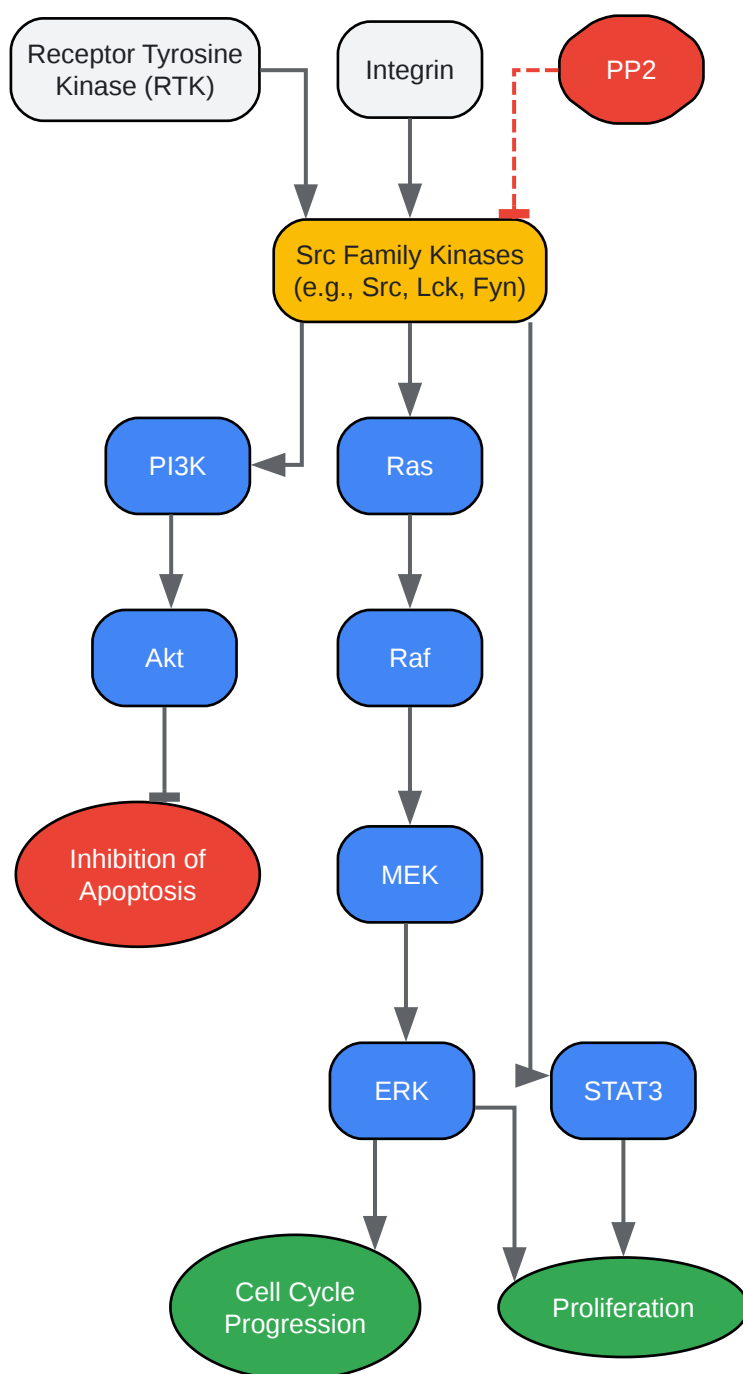 Receptor Tyrosine
Kinase (RTK)
Integrin
PP2
Src Family Kinases
(e.g., Src, Lck, Fyn)
PI3K
Ras
Akt
Raf
Inhibition of
Apoptosis
MEK
ERK
STAT3
Cell Cycle
Progression
Proliferation